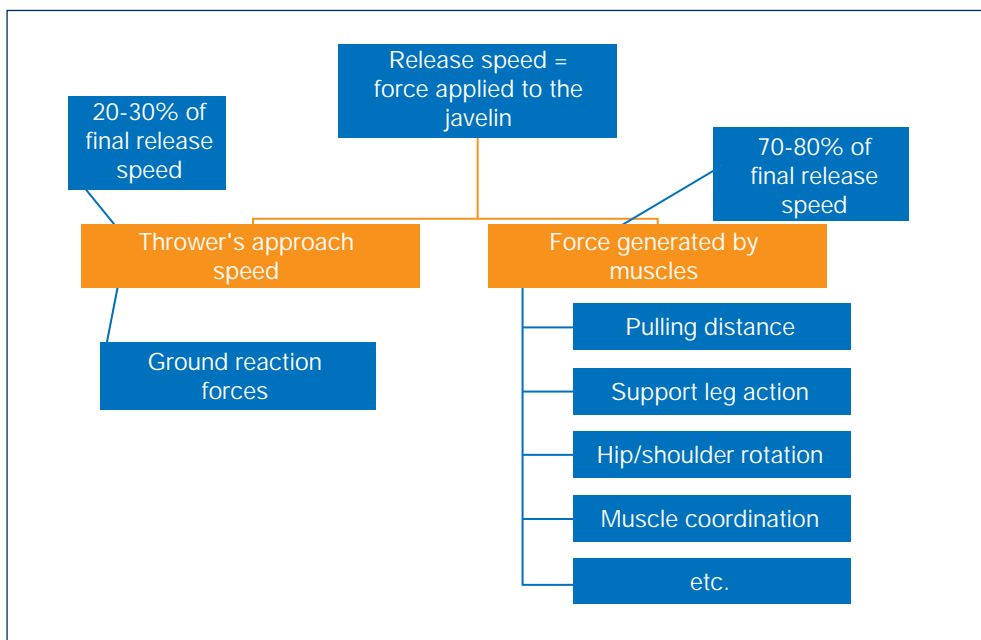 Release speed =
force applied to the
javelin
20-30% of
final release
speed
70-80% of
final release
speed
Thrower's approach
speed
Force generated by
muscles
Ground reaction
forces
Pulling distance
Support leg action
Hip/shoulder rotation
Muscle coordination
etc.